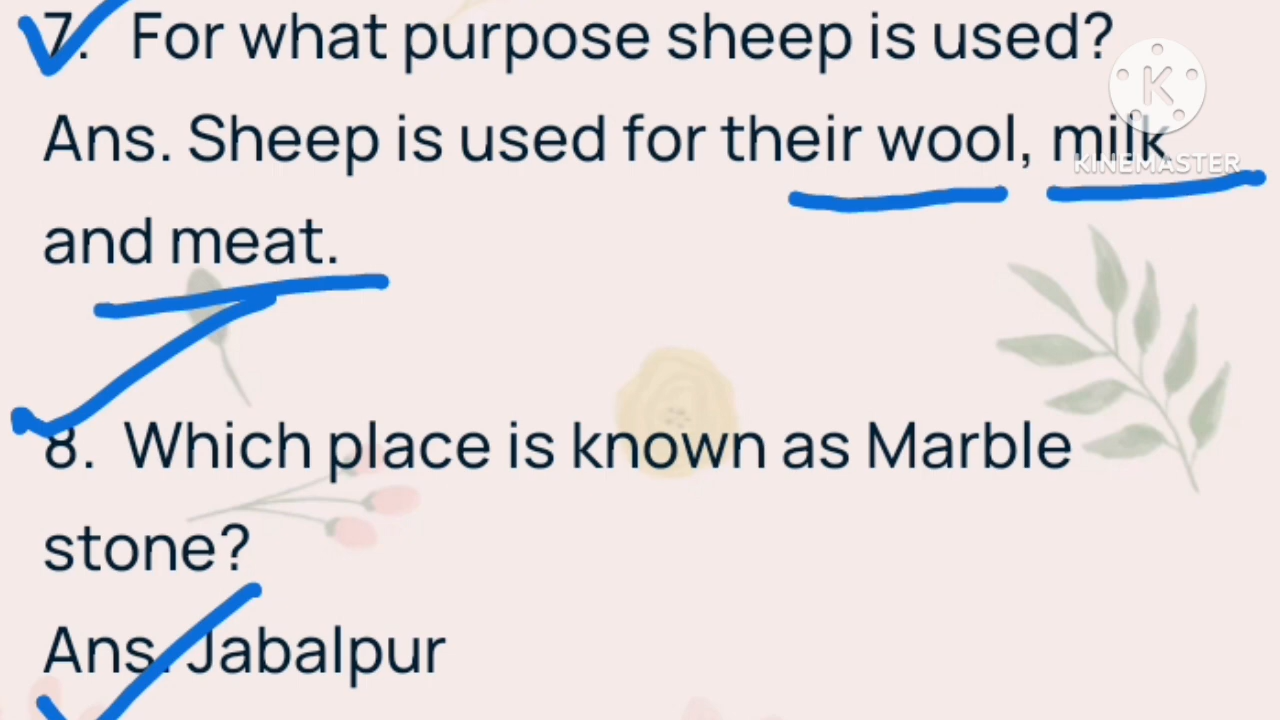 7. For what purpose sheep is used?
Ans. Sheep is used for their wool, milk
KINEMASTER
and meat.
8. Which place is known as Marble
stone?
Ans. Jabalpur